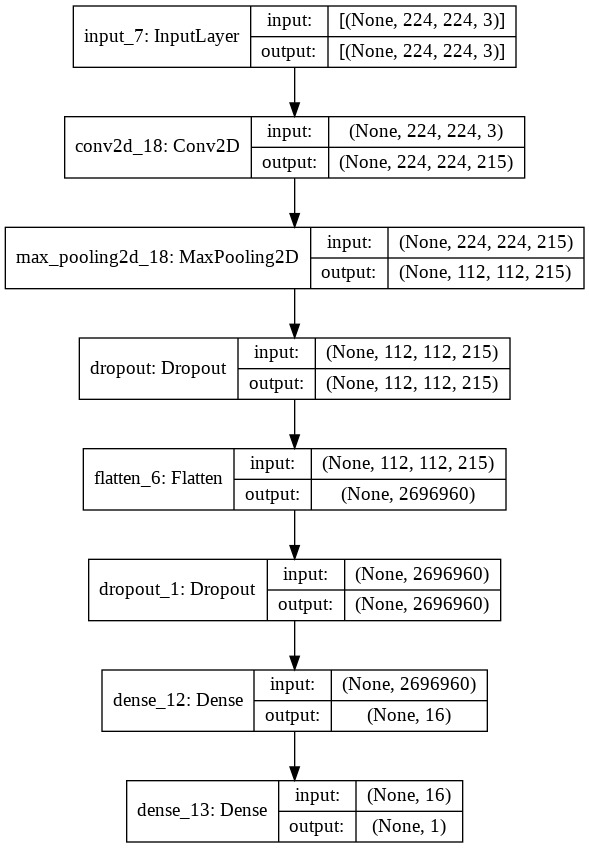 input_7: InputLayer
input: [(None, 224, 224, 3)]
output: [(None, 224, 224, 3)]
conv2d_18: Conv2D
input: (None, 224, 224, 3)
output: (None, 224, 224, 215)
max_pooling2d_18: MaxPooling2D
input: (None, 224, 224, 215)
output: (None, 112, 112, 215)
dropout: Dropout
input: (None, 112, 112, 215)
output: (None, 112, 112, 215)
flatten_6: Flatten
input: (None, 112, 112, 215)
output: (None, 2696960)
dropout_1: Dropout
input: (None, 2696960)
output: (None, 2696960)
dense_12: Dense
input: (None, 2696960)
output: (None, 16)
dense_13: Dense
input: (None, 16)
output: (None, 1)